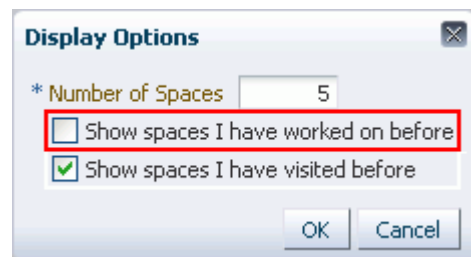 Display Options
* Number of Spaces 5
Show spaces I have worked on before
Show spaces I have visited before
OK Cancel